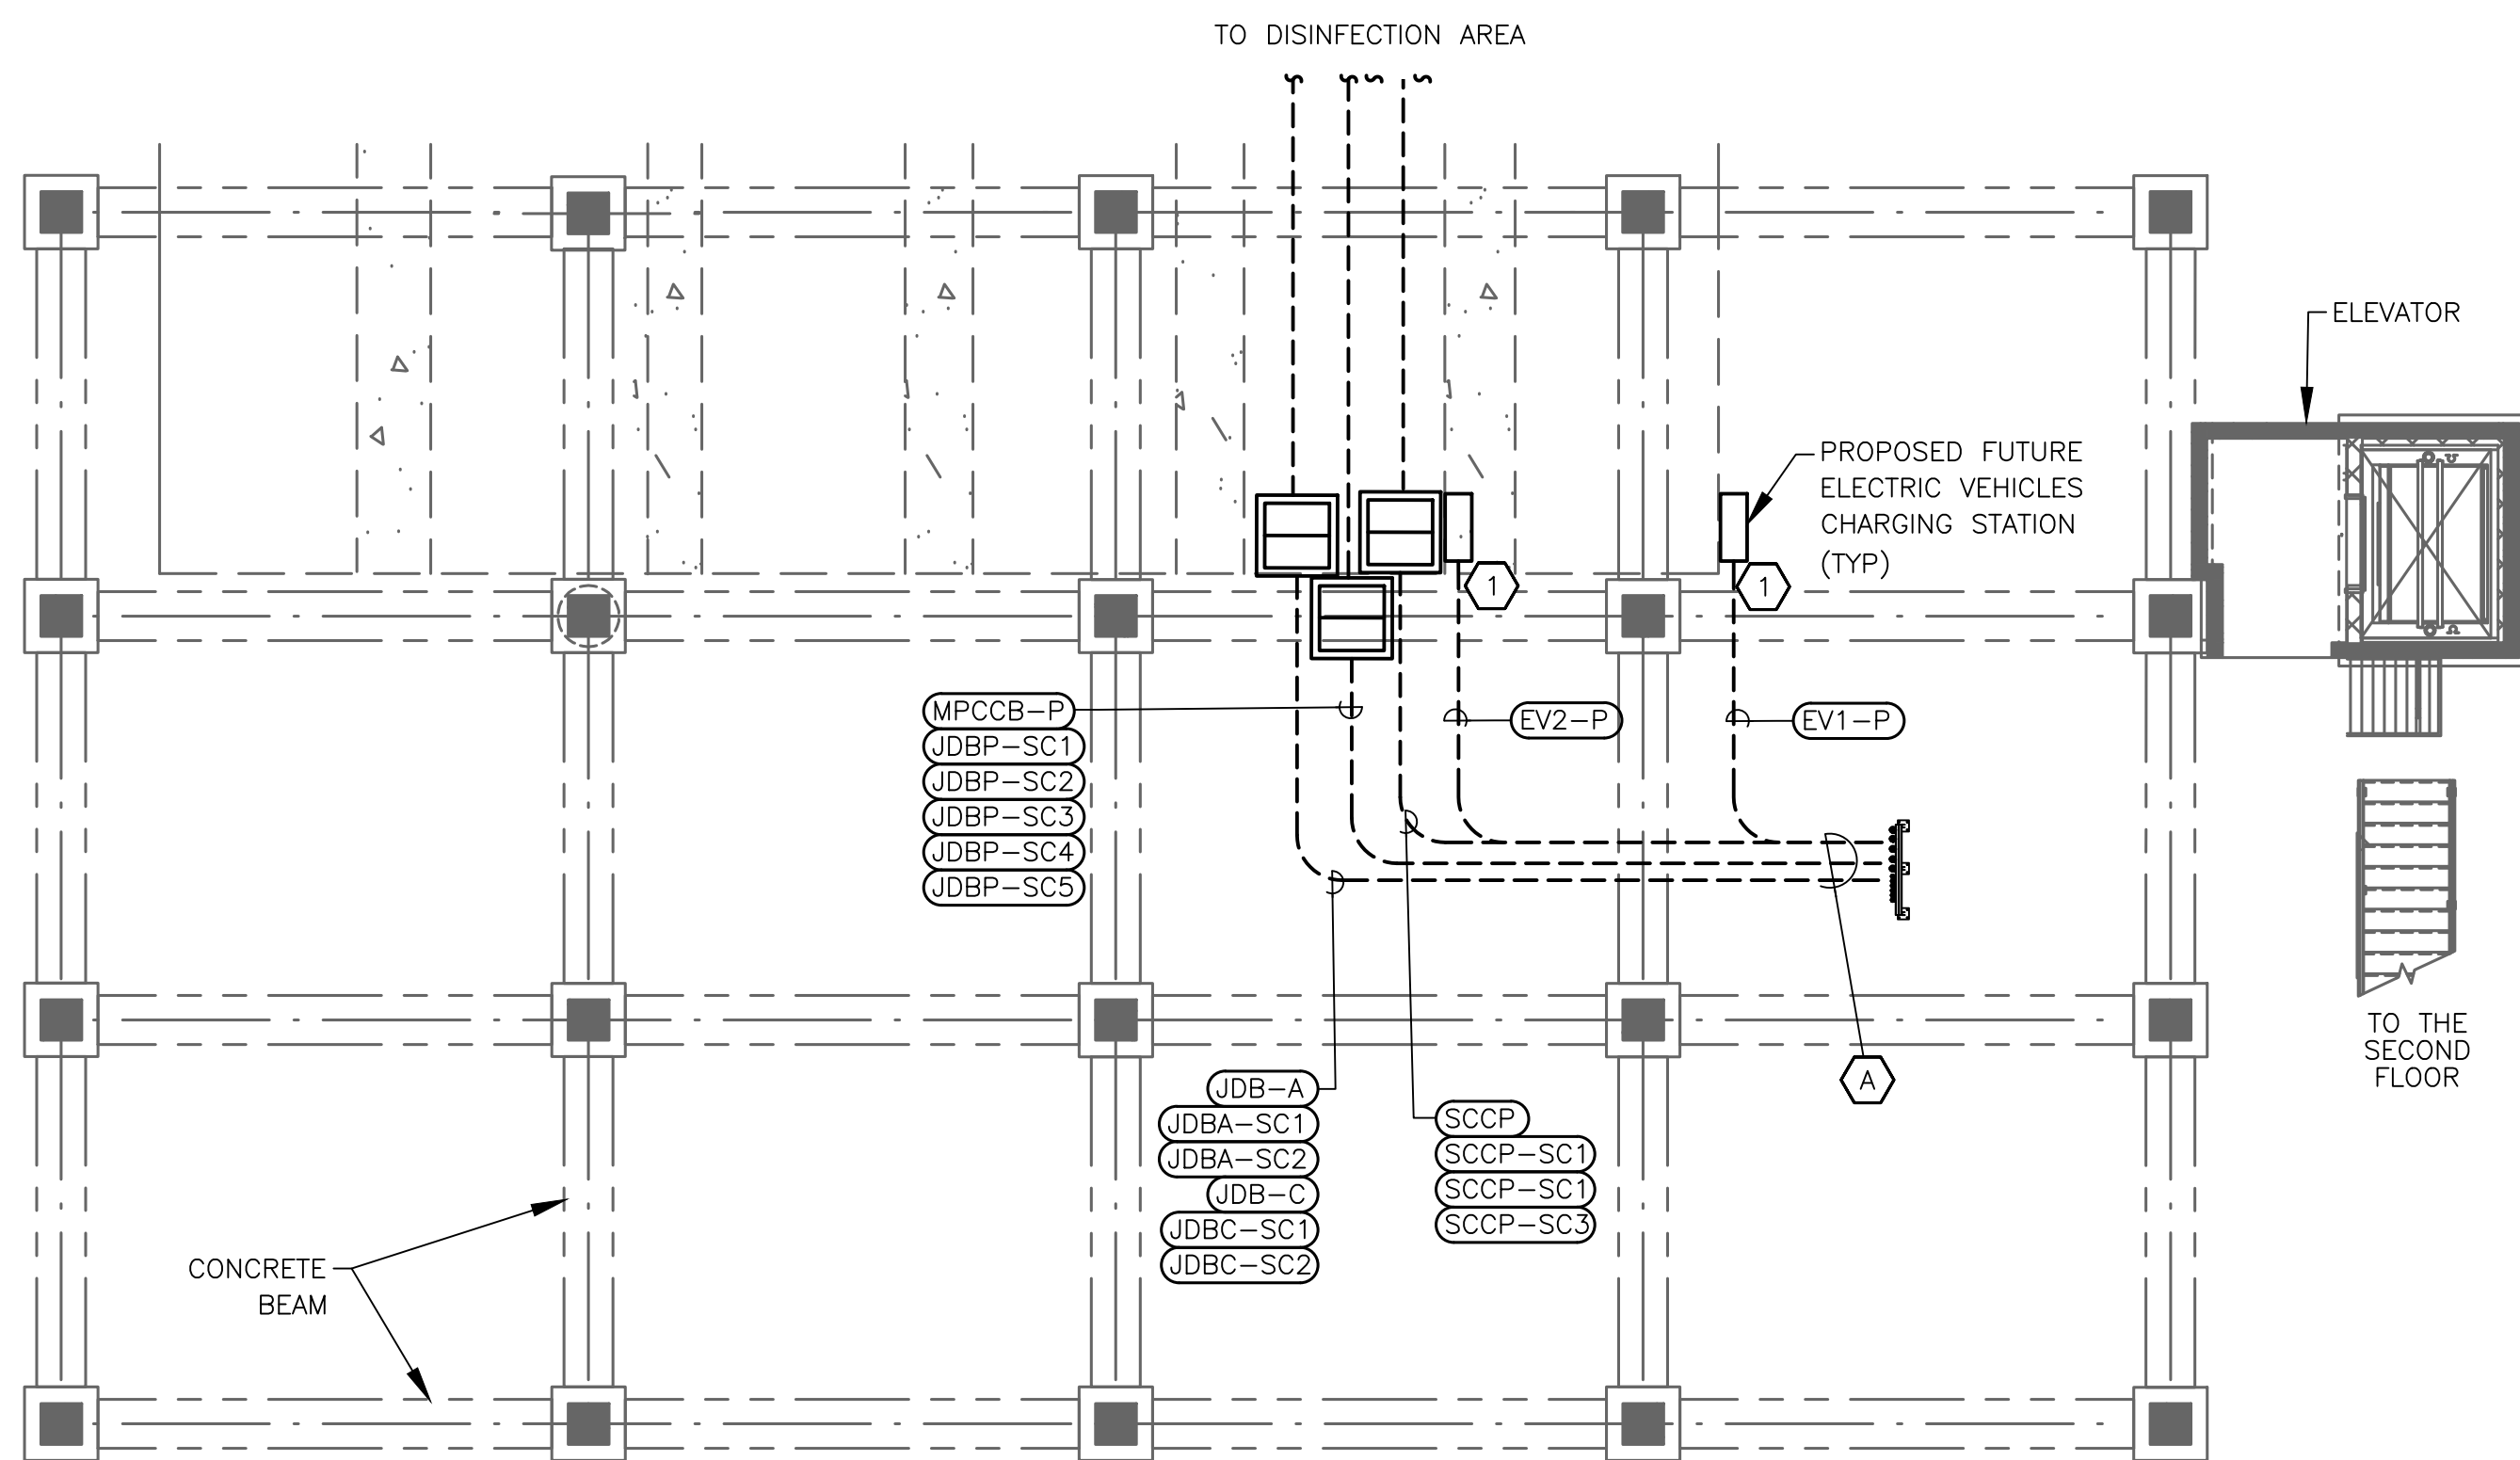 TO DISINFECTION AREA
ELEVATOR
PROPOSED FUTURE
ELECTRIC VEHICLES
CHARGING STATION
(TYP)
1
1
MPCCB-P
JDBP-SC1
JDBP-SC2
JDBP-SC3
JDBP-SC4
JDBP-SC5
EV2-P
EV1-P
TO THE
SECOND
FLOOR
A
JDB-A
JDBA-SC1
JDBA-SC2
JDB-C
JDBC-SC1
JDBC-SC2
SCCP
SCCP-SC1
SCCP-SC1
SCCP-SC3
CONCRETE
BEAM